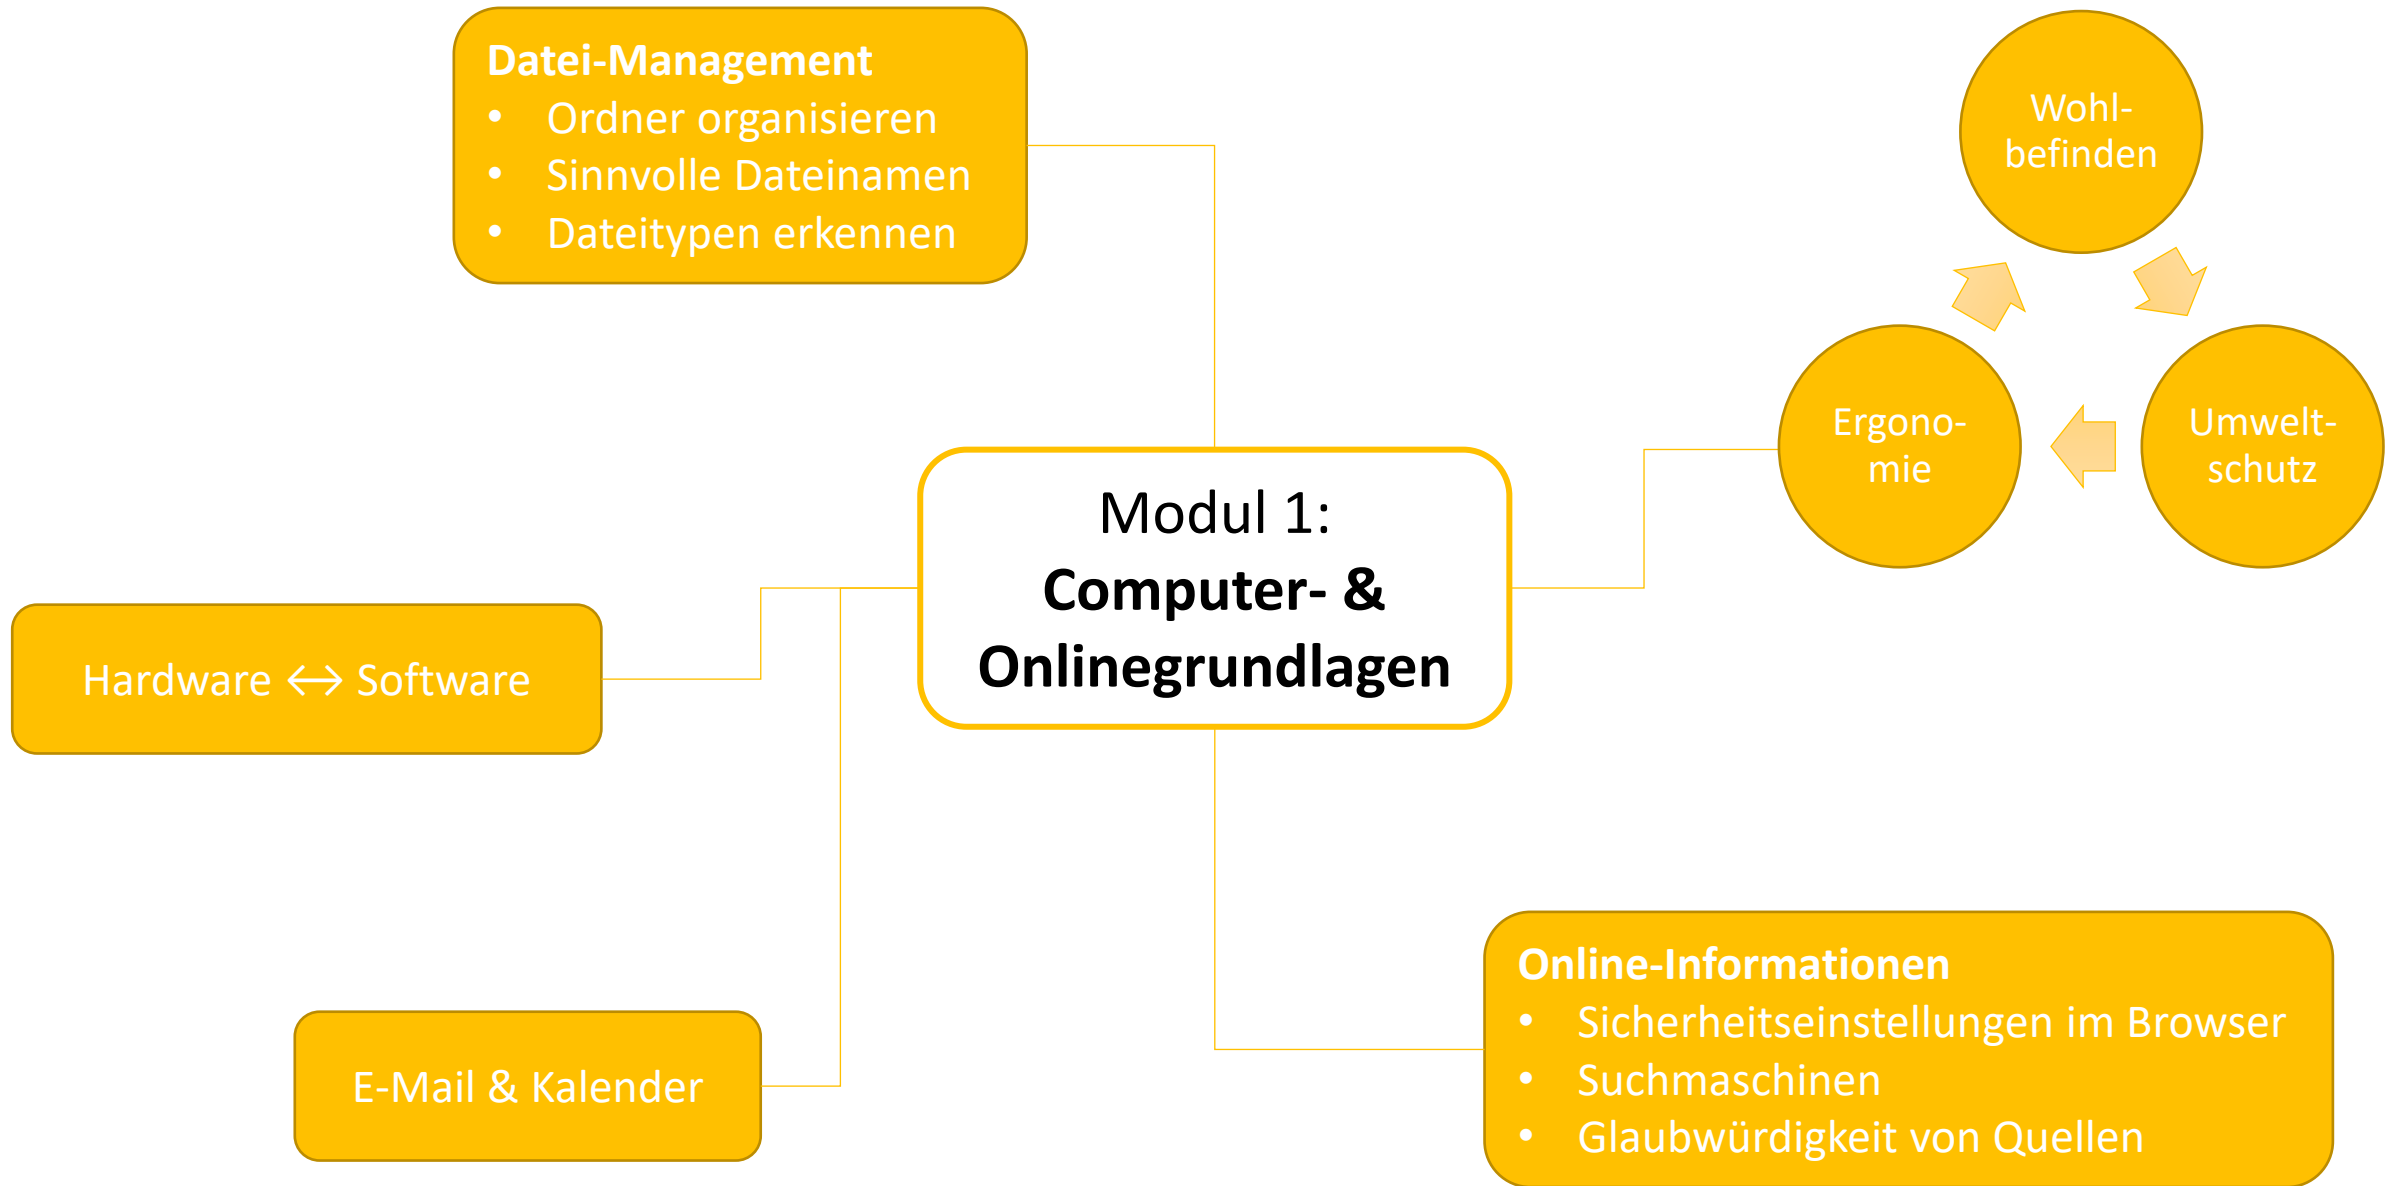 Datei-Management
• Ordner organisieren
• Sinnvolle Dateinamen
• Dateitypen erkennen
Wohl-
befinden
Ergono-
mie
Umwelt-
schutz
Modul 1:
Computer- &
Onlinegrundlagen
Hardware ↔ Software
E-Mail & Kalender
Online-Informationen
• Sicherheitseinstellungen im Browser
• Suchmaschinen
• Glaubwürdigkeit von Quellen